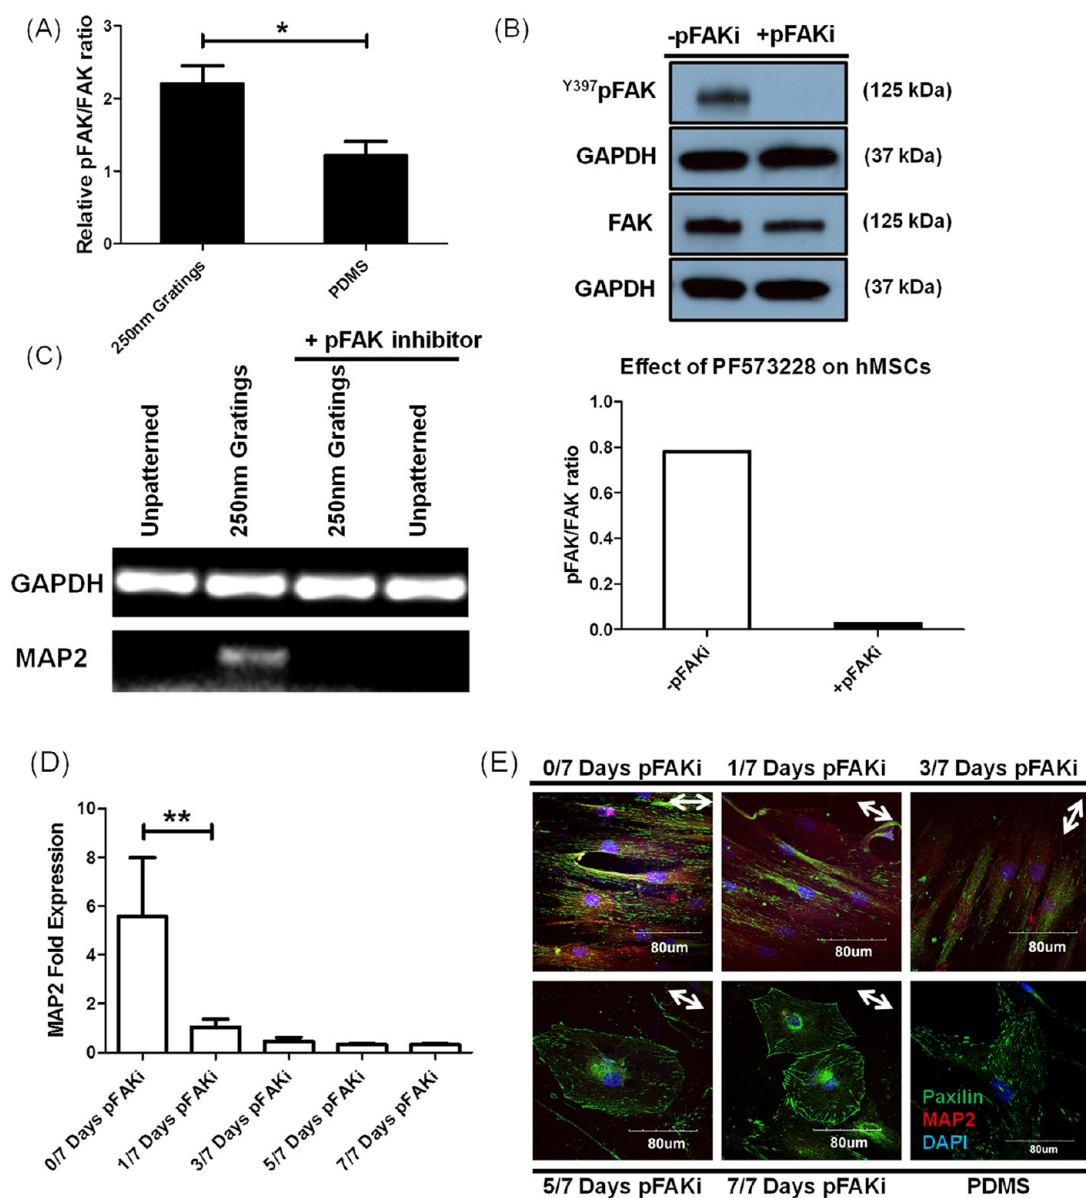 (A)
3
2
1
0
Relative pFAK/FAK ratio
*
250nm Gratings
PDMS
(B)
-pFAKi +pFAKi
Y397pFAK (125 kDa)
GAPDH (37 kDa)
FAK (125 kDa)
GAPDH (37 kDa)
Effect of PF573228 on hMSCs
1.0
0.8
0.6
0.4
0.2
0.0
pFAK/FAK ratio
-pFAKi
+pFAKi
(C)
+ pFAK inhibitor
Unpatterned
250nm Gratings
250nm Gratings
Unpatterned
GAPDH
MAP2
(D)
10
8
6
4
2
0
MAP2 Fold Expression
**
0/7 Days pFAKi
1/7 Days pFAKi
3/7 Days pFAKi
5/7 Days pFAKi
7/7 Days pFAKi
(E)
0/7 Days pFAKi 1/7 Days pFAKi 3/7 Days pFAKi
80um 80um 80um
Paxilin
MAP2
DAPI
80um 80um 80um
5/7 Days pFAKi 7/7 Days pFAKi PDMS